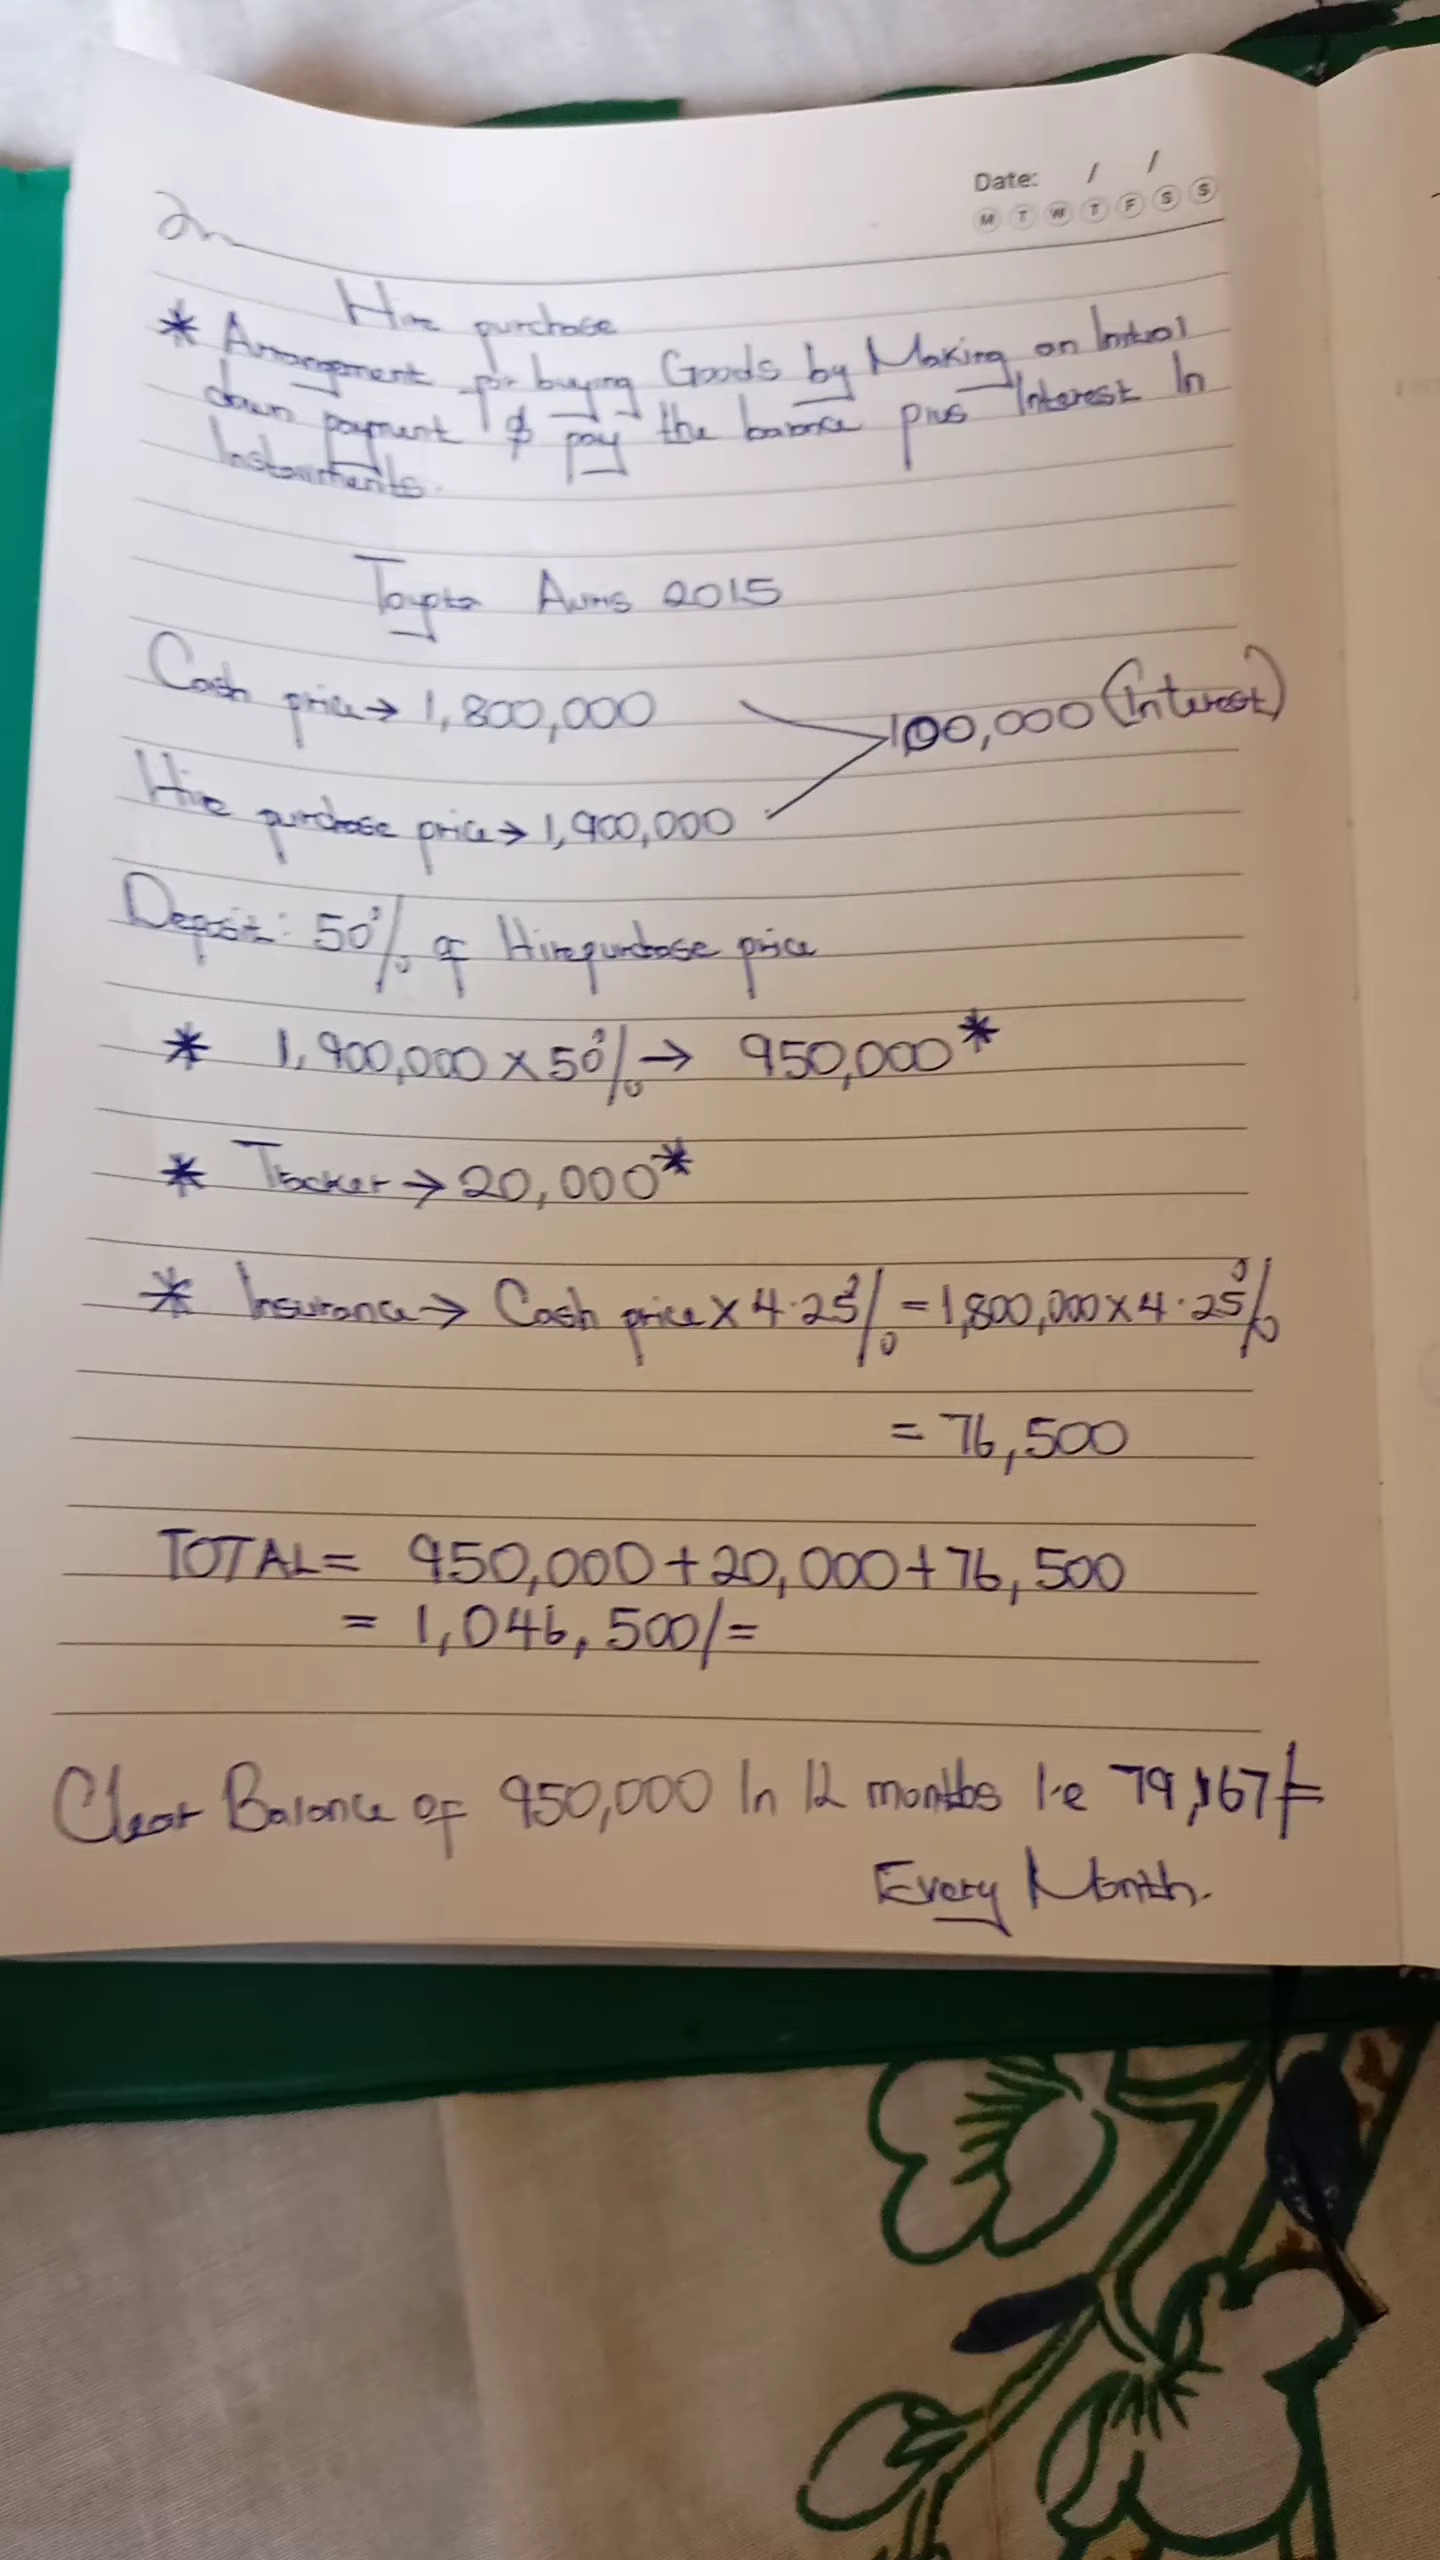 Date: / /
M T W T F S S
Hire purchase
* Arrangement for buying Goods by Making an Initial
down payment & pay the balance plus Interest In
Instalments.
Toyota Auris 2015
Cash price → 1,800,000
100,000 (Interest)
Hire purchase price → 1,900,000
Deposit: 50% of Hirepurchase price
* 1,900,000 x 50% → 950,000*
* Tracker → 20,000*
* Insurance → Cash price x 4.25% = 1,800,000 x 4.25%
= 76,500
TOTAL = 950,000 + 20,000 + 76,500
= 1,046,500/=
Clear Balance of 950,000 In 12 months i.e 79,167/=
Every Month.